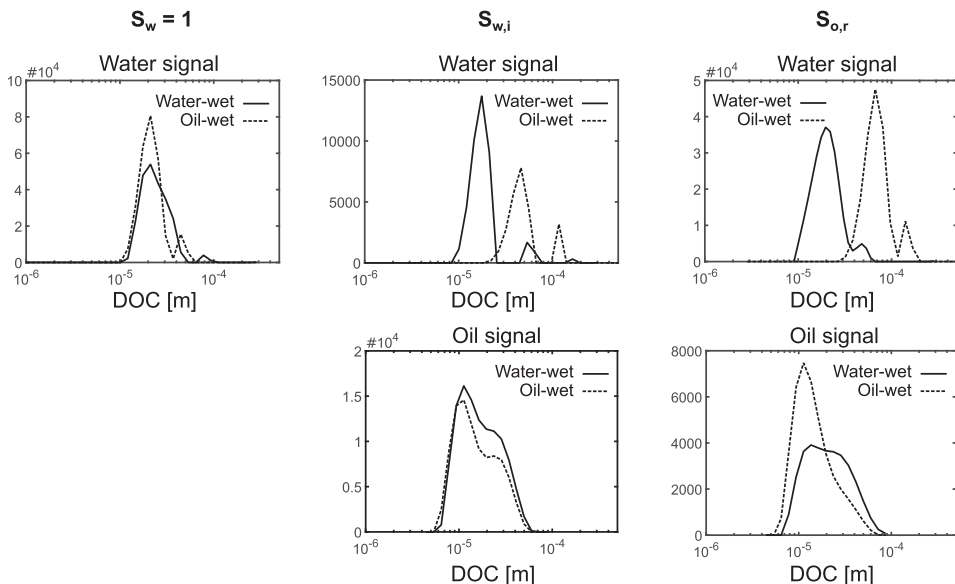 S_w = 1
S_w,i
S_o,r
Water signal
#10^4
10
8
6
4
2
0
Water-wet
Oil-wet
10^-6
10^-5
10^-4
DOC [m]
Water signal
15000
10000
5000
0
Water-wet
Oil-wet
10^-6
10^-5
10^-4
DOC [m]
Water signal
#10^4
5
4
3
2
1
0
Water-wet
Oil-wet
10^-6
10^-5
10^-4
DOC [m]
Oil signal
#10^4
2
1.5
1
0.5
0
Water-wet
Oil-wet
10^-6
10^-5
10^-4
DOC [m]
Oil signal
8000
6000
4000
2000
0
Water-wet
Oil-wet
10^-6
10^-5
10^-4
DOC [m]